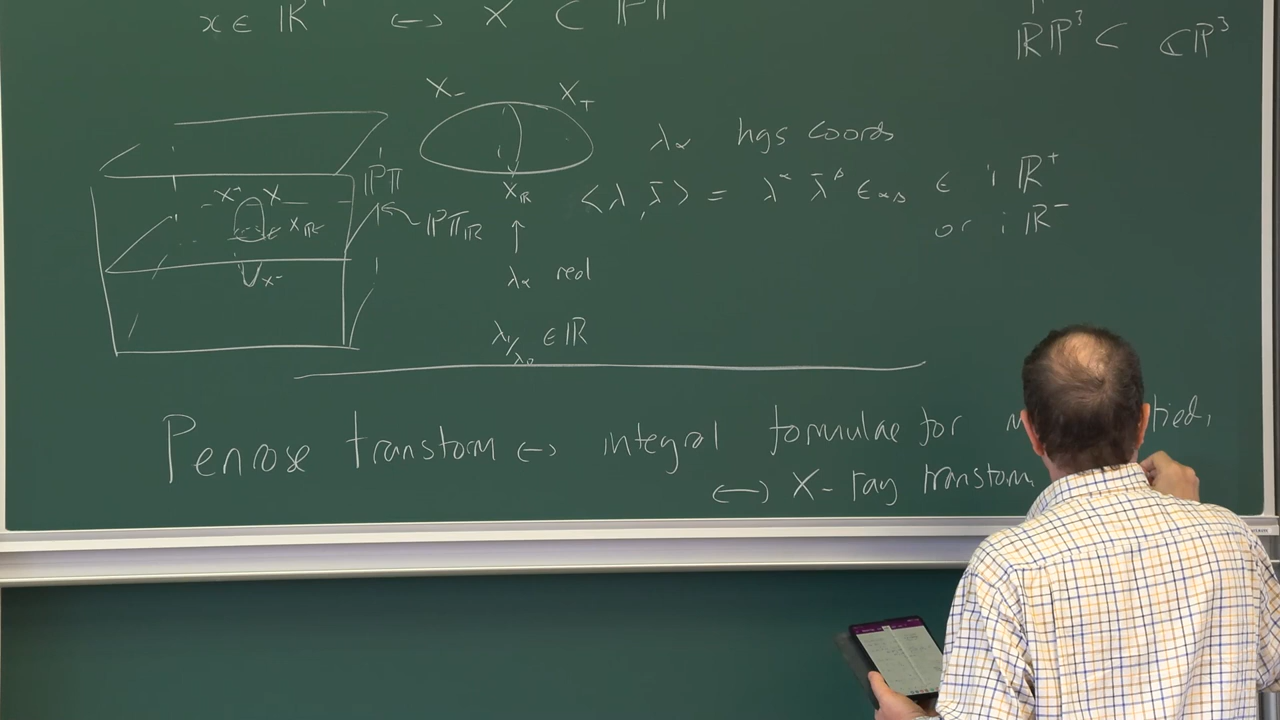 x ∈ ℝ ↔ X ⊂ ℙ𝕋
ℝℙ³ ⊂ ℂℙ³
X₋ X₊
λ_α hgs coords
ℙ𝕋
X⁺ X
X_ℝ
ℙ𝕋_ℝ
X⁻
X_ℝ
<λ, λ̄> = λ^α λ̄^β ε_αβ ∈ iℝ⁺
or iℝ⁻
↑
λ_α real
λ₁/λ₀ ∈ ℝ
Penrose transform ↔ integral formulae for
↔ X-ray transform